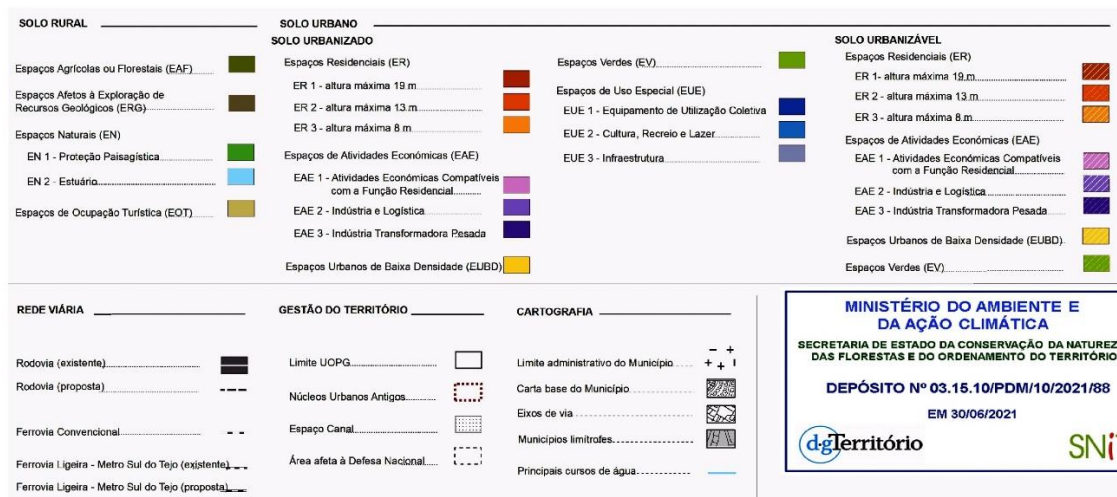 SOLO RURAL
Espaços Agrícolas ou Florestais (EAF)
Espaços Afetos à Exploração de
Recursos Geológicos (ERG)
Espaços Naturais (EN)
EN 1 - Proteção Paisagística
EN 2 - Estuário
Espaços de Ocupação Turística (EOT)
SOLO URBANO
SOLO URBANIZADO
Espaços Residenciais (ER)
ER 1 - altura máxima 19 m
ER 2 - altura máxima 13 m
ER 3 - altura máxima 8 m
Espaços de Atividades Económicas (EAE)
EAE 1 - Atividades Económicas Compatíveis
com a Função Residencial
EAE 2 - Indústria e Logística
EAE 3 - Indústria Transformadora Pesada
Espaços Urbanos de Baixa Densidade (EUBD)
Espaços Verdes (EV)
Espaços de Uso Especial (EUE)
EUE 1 - Equipamento de Utilização Coletiva
EUE 2 - Cultura, Recreio e Lazer
EUE 3 - Infraestrutura
SOLO URBANIZÁVEL
Espaços Residenciais (ER)
ER 1- altura máxima 19 m
ER 2 - altura máxima 13 m
ER 3 - altura máxima 8 m
Espaços de Atividades Económicas (EAE)
EAE 1 - Atividades Económicas Compatíveis
com a Função Residencial
EAE 2 - Indústria e Logística
EAE 3 - Indústria Transformadora Pesada
Espaços Urbanos de Baixa Densidade (EUBD)
Espaços Verdes (EV)
REDE VIÁRIA
Rodovia (existente)
Rodovia (proposta)
Ferrovia Convencional
Ferrovia Ligeira - Metro Sul do Tejo (existente)
Ferrovia Ligeira - Metro Sul do Tejo (proposta)
GESTÃO DO TERRITÓRIO
Limite UOPG
Núcleos Urbanos Antigos
Espaço Canal
Área afeta à Defesa Nacional
CARTOGRAFIA
Limite administrativo do Município
Carta base do Município
Eixos de via
Municípios limítrofes
Principais cursos de água
MINISTÉRIO DO AMBIENTE E
DA AÇÃO CLIMÁTICA
SECRETARIA DE ESTADO DA CONSERVAÇÃO DA NATUREZ
DAS FLORESTAS E DO ORDENAMENTO DO TERRITÓRIO
DEPÓSITO Nº 03.15.10/PDM/10/2021/88
EM 30/06/2021
dgTerritório
SNi